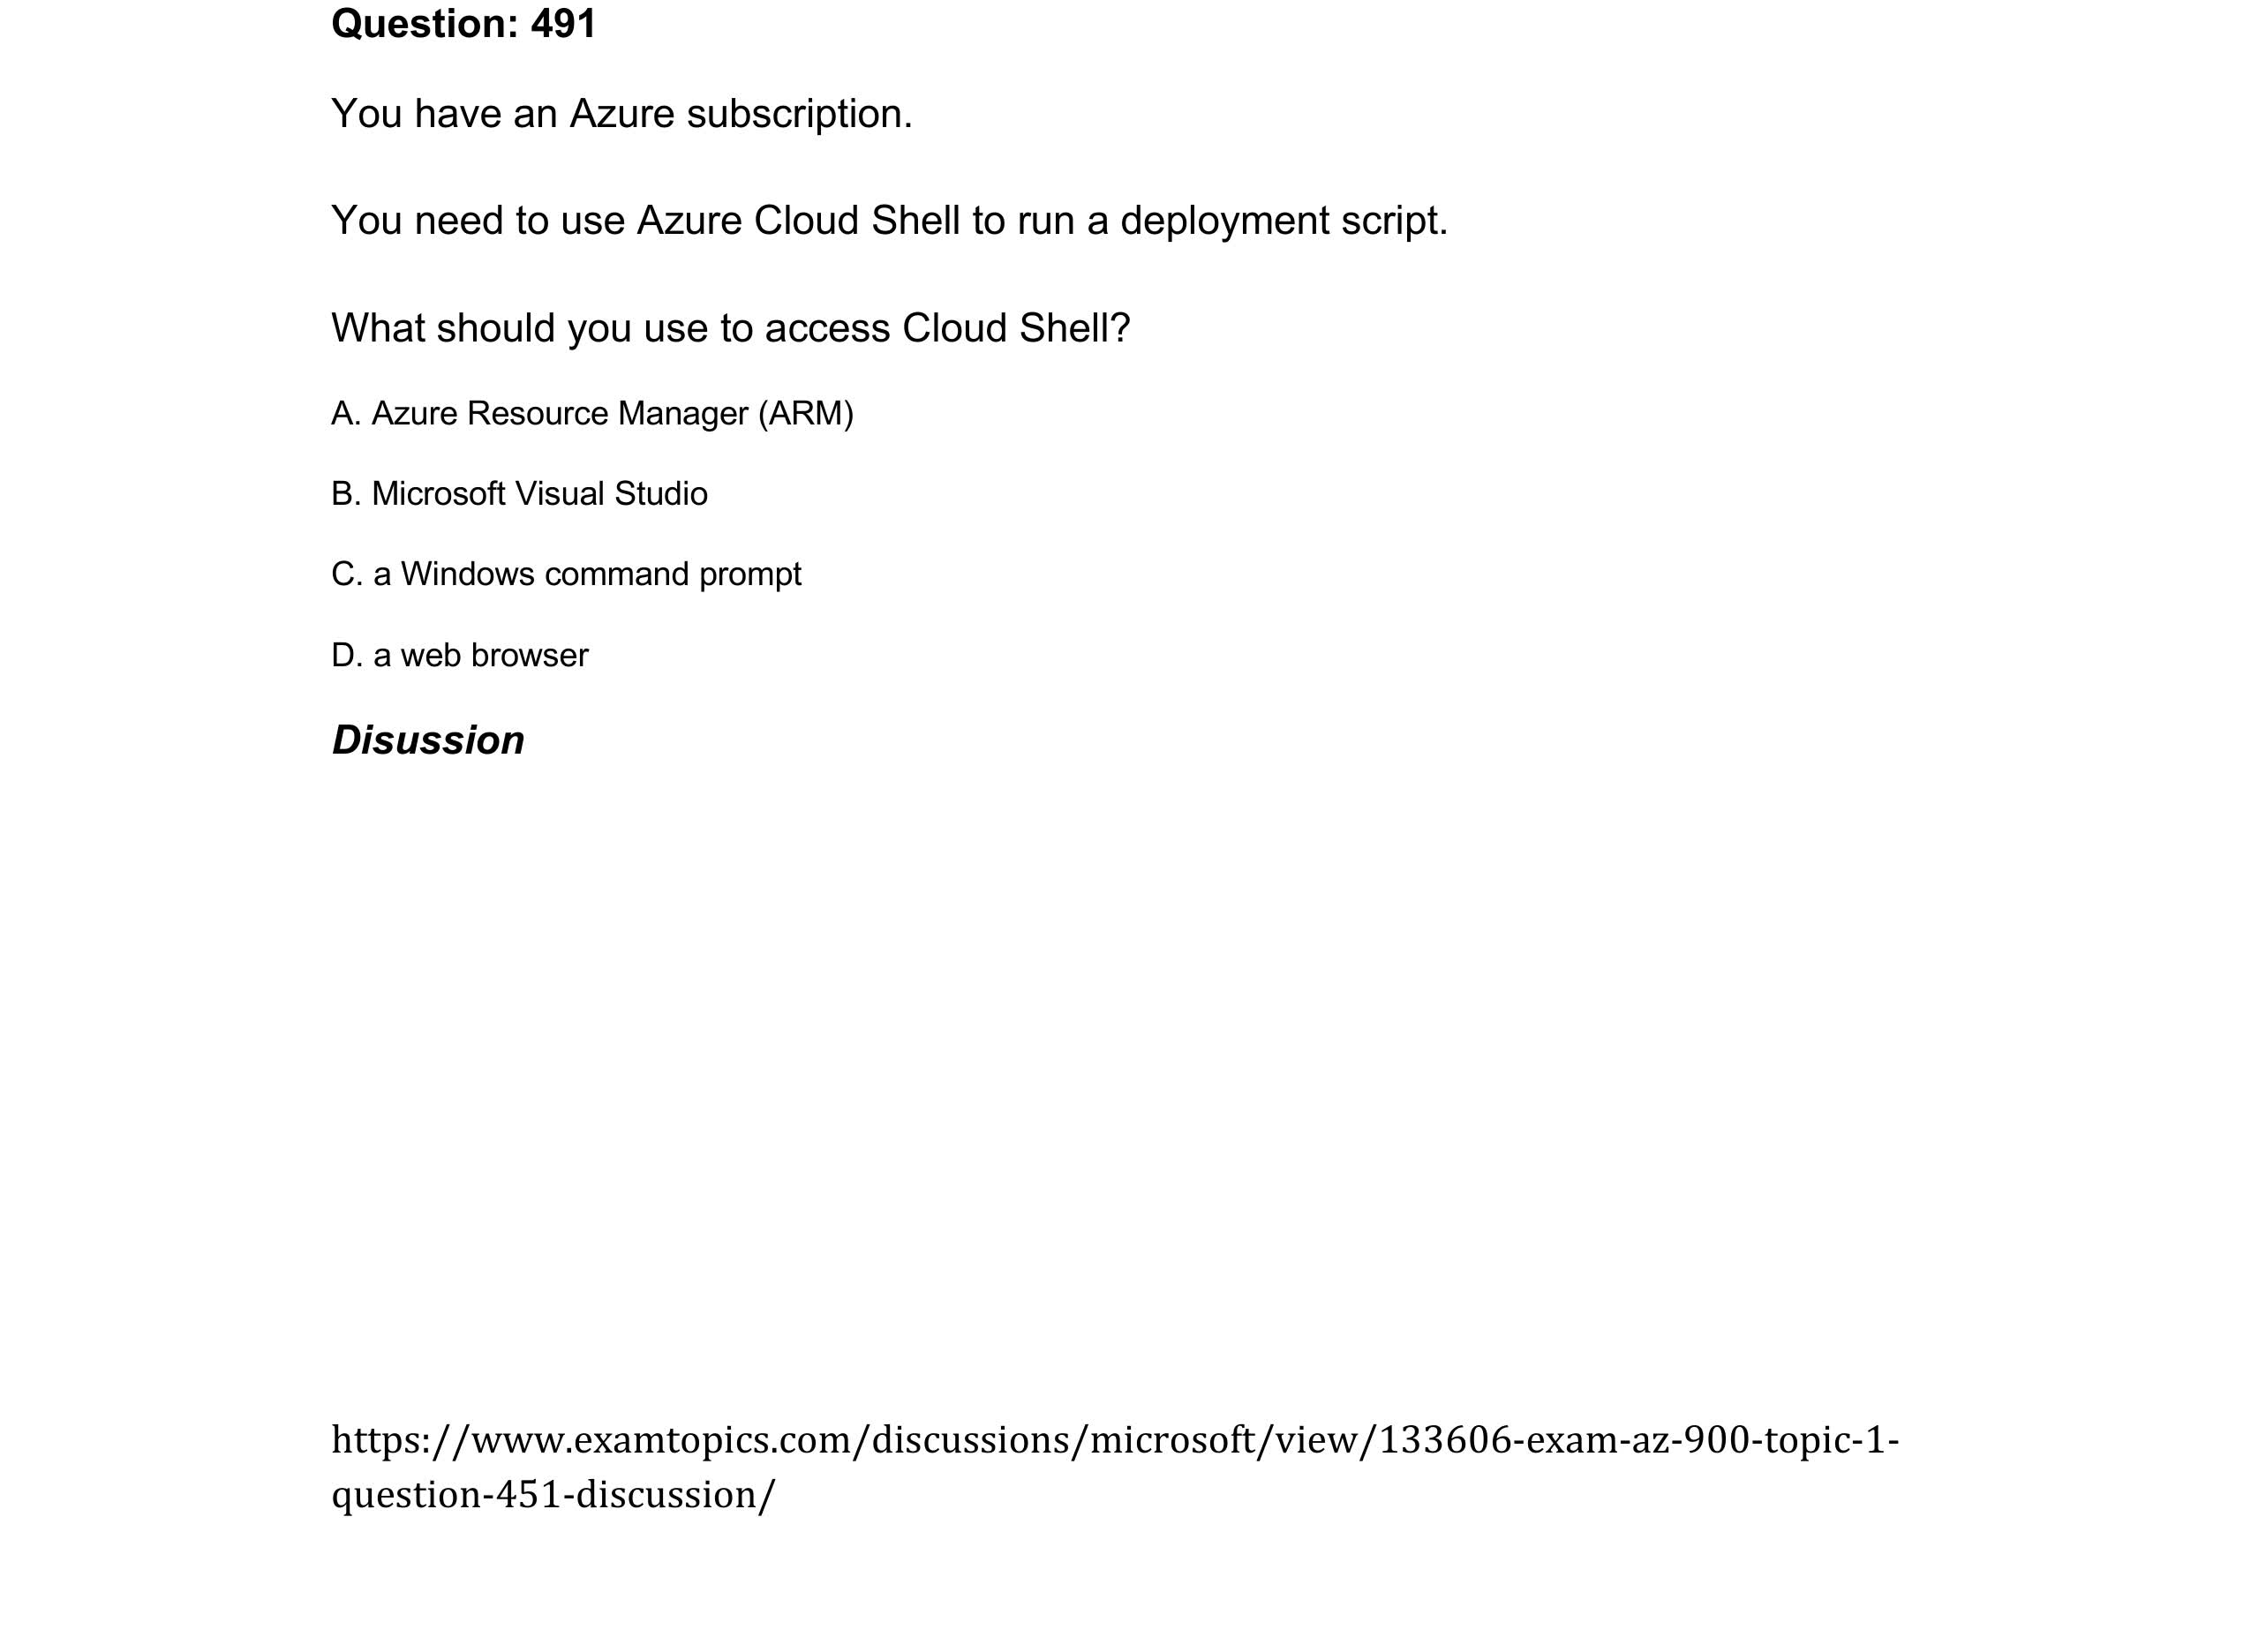 Question: 491
You have an Azure subscription.
You need to use Azure Cloud Shell to run a deployment script.
What should you use to access Cloud Shell?
A. Azure Resource Manager (ARM)
B. Microsoft Visual Studio
C. a Windows command prompt
D. a web browser
Disussion
https://www.examtopics.com/discussions/microsoft/view/133606-exam-az-900-topic-1-
question-451-discussion/